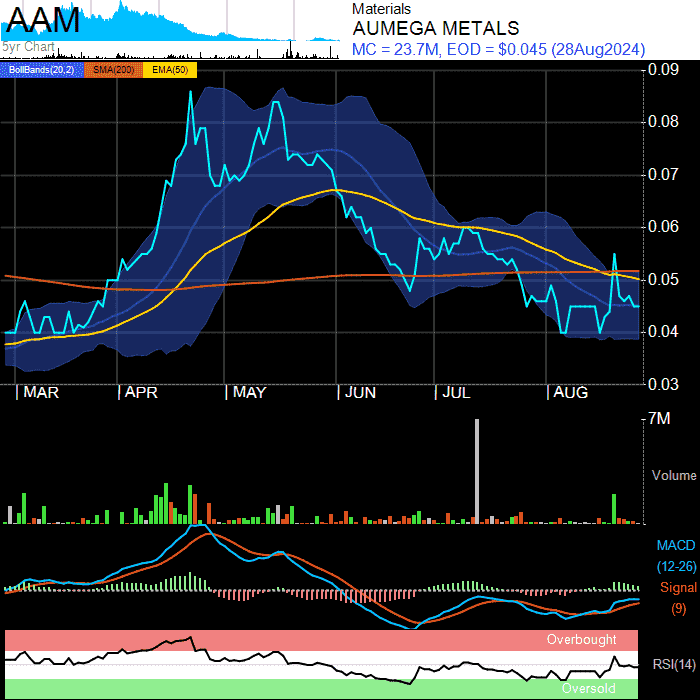 AAM
5yr Chart
Materials
AUMEGA METALS
MC = 23.7M, EOD = $0.045 (28Aug2024)
BollBands(20,2) SMA(200) EMA(50)
0.09
0.08
0.07
0.06
0.05
0.04
0.03
MAR APR MAY JUN JUL AUG
7M
Volume
MACD
(12-26)
Signal
(9)
Overbought
RSI(14)
Oversold